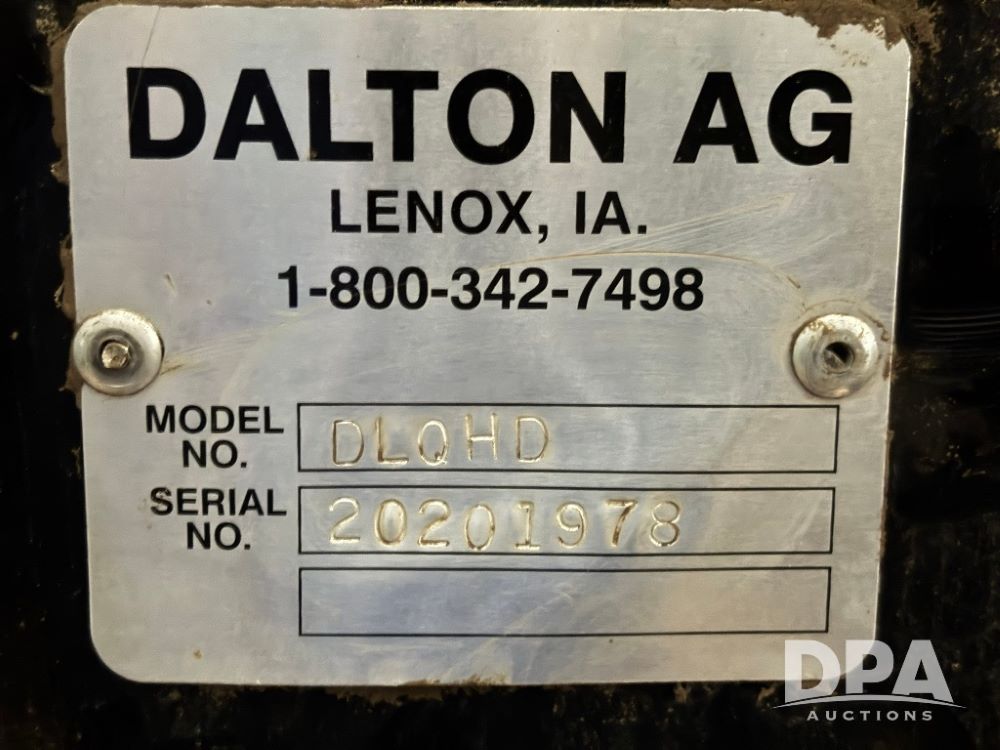 DALTON AG
LENOX, IA.
1-800-342-7498
MODEL NO. DLQHD
SERIAL NO. 20201978
DPA
AUCTIONS